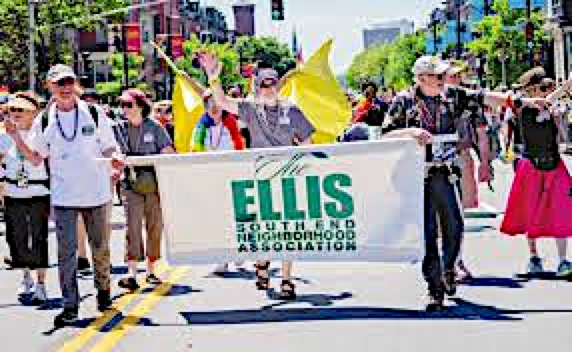 The
ELLIS
SOUTH END
NEIGHBORHOOD
ASSOCIATION